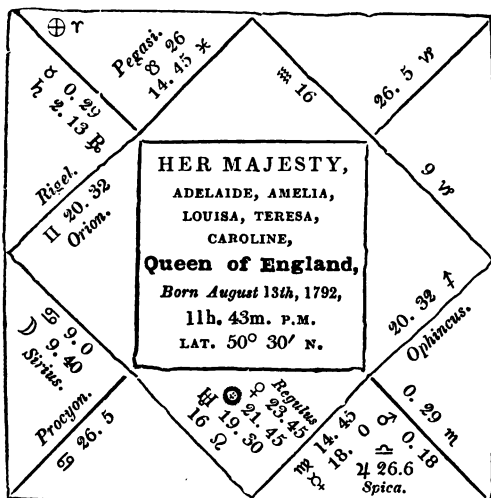 ⊕ ♈
Pegasi.
☋ 26
14. 45 ♓
♒ 16
26. 5 ♑
♉ 0. 29
♄ 2. 13 ℞
9 ♑
HER MAJESTY,
ADELAIDE, AMELIA,
LOUISA, TERESA,
CAROLINE,
Queen of England,
Born August 13th, 1792,
11h. 43m. P.M.
LAT. 50° 30′ N.
Rigel.
♊ 20. 32
Orion.
20. 32 ♐
Ophincus.
♋ 9. 0
☽ 9. 40
Sirius.
Procyon.
♋ 26. 5
Regulus
♀ 23. 45
☉ 21. 45
♅ 19. 30
16 ♌
♍ 14. 45
☿ 18. 0
♂ 0. 18
♎
♃ 26.6
Spica.
0. 29 ♏